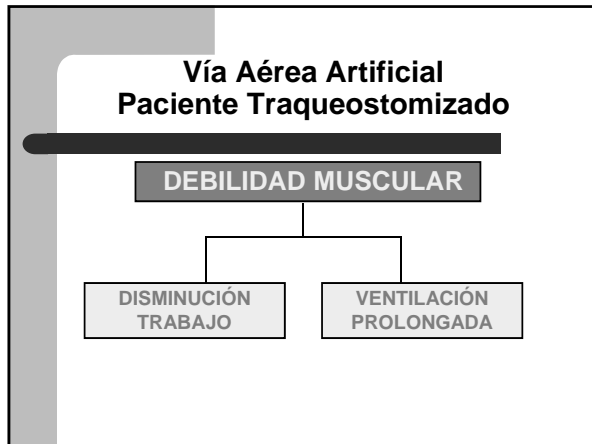 Vía Aérea Artificial
Paciente Traqueostomizado
DEBILIDAD MUSCULAR
DISMINUCIÓN
TRABAJO
VENTILACIÓN
PROLONGADA